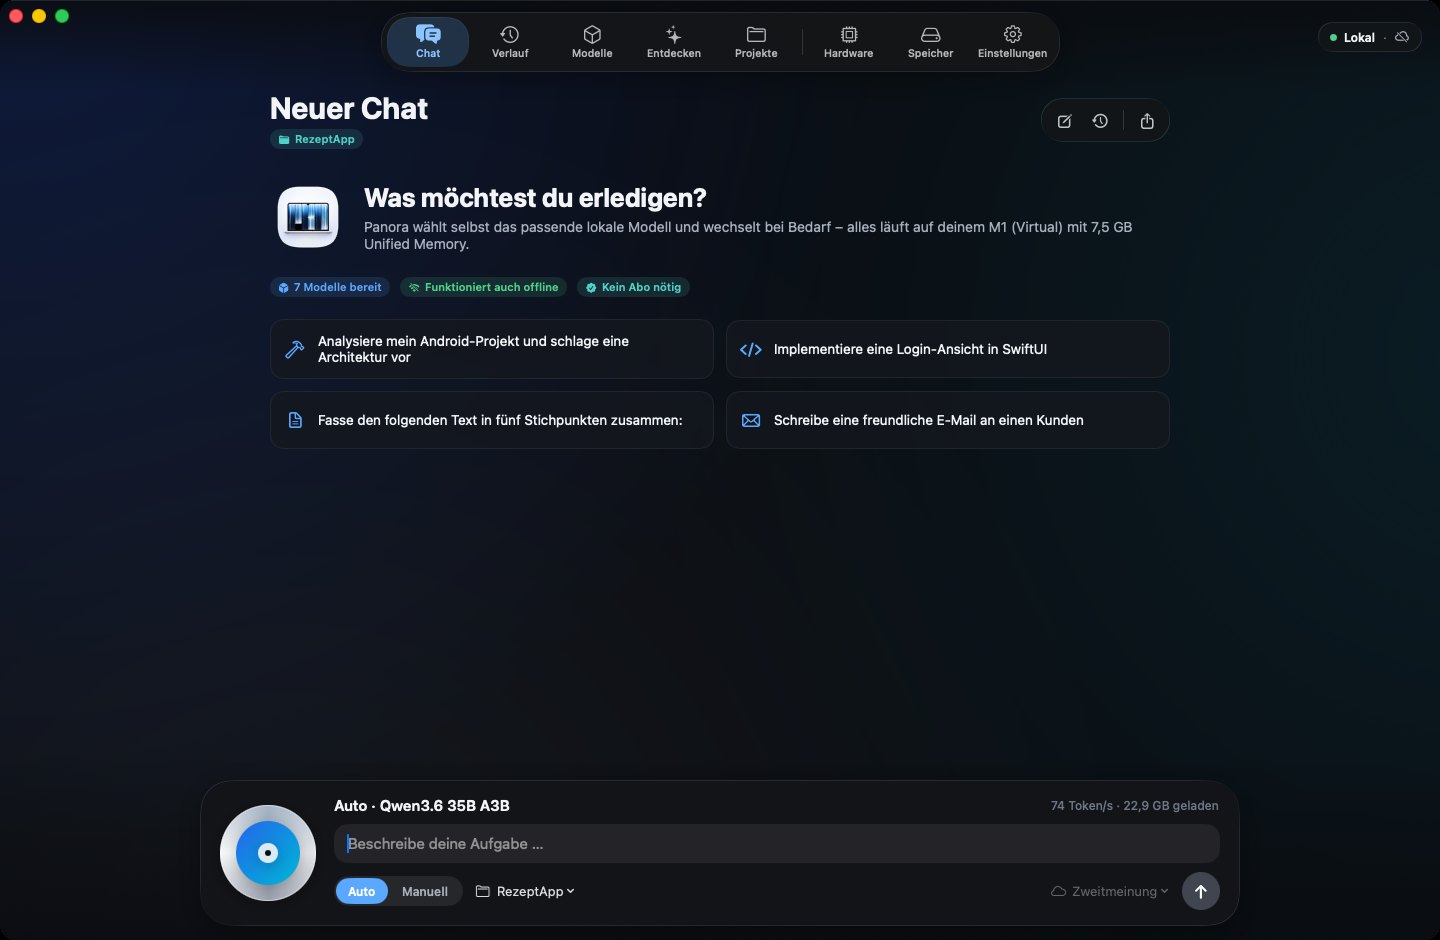 Chat
Verlauf
Modelle
Entdecken
Projekte
Hardware
Speicher
Einstellungen
Lokal ·
Neuer Chat
RezeptApp
Was möchtest du erledigen?
Panora wählt selbst das passende lokale Modell und wechselt bei Bedarf – alles läuft auf deinem M1 (Virtual) mit 7,5 GB
Unified Memory.
7 Modelle bereit
Funktioniert auch offline
Kein Abo nötig
Analysiere mein Android-Projekt und schlage eine
Architektur vor
Implementiere eine Login-Ansicht in SwiftUI
Fasse den folgenden Text in fünf Stichpunkten zusammen:
Schreibe eine freundliche E-Mail an einen Kunden
Auto · Qwen3.6 35B A3B
74 Token/s · 22,9 GB geladen
Beschreibe deine Aufgabe ...
Auto
Manuell
RezeptApp
Zweitmeinung